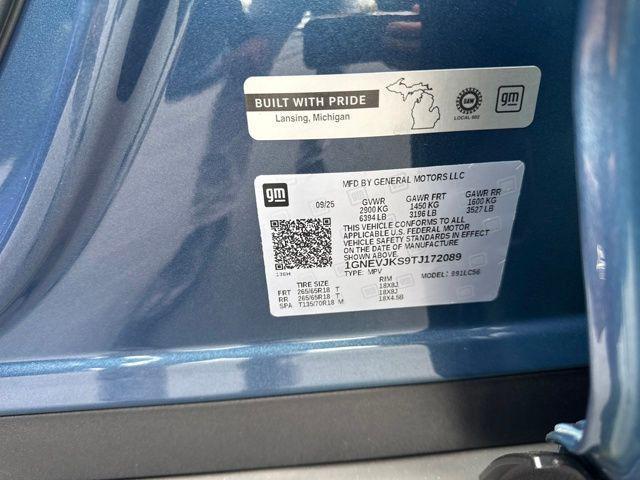 BUILT WITH PRIDE
Lansing, Michigan
UAW
LOCAL 602
gm
gm
MFD BY GENERAL MOTORS LLC
09/25 GVWR GAWR FRT GAWR RR
2900 KG 1450 KG 1600 KG
6394 LB 3196 LB 3527 LB
THIS VEHICLE CONFORMS TO ALL
APPLICABLE U.S. FEDERAL MOTOR
VEHICLE SAFETY STANDARDS IN EFFECT
ON THE DATE OF MANUFACTURE
SHOWN ABOVE.
1GNEVJKS9TJ172089
TYPE: MPV MODEL: 991LC56
TIRE SIZE RIM
FRT 265/65R18 T 18X8J
RR 265/65R18 T 18X8J
SPA T135/70R18 M 18X4.5B